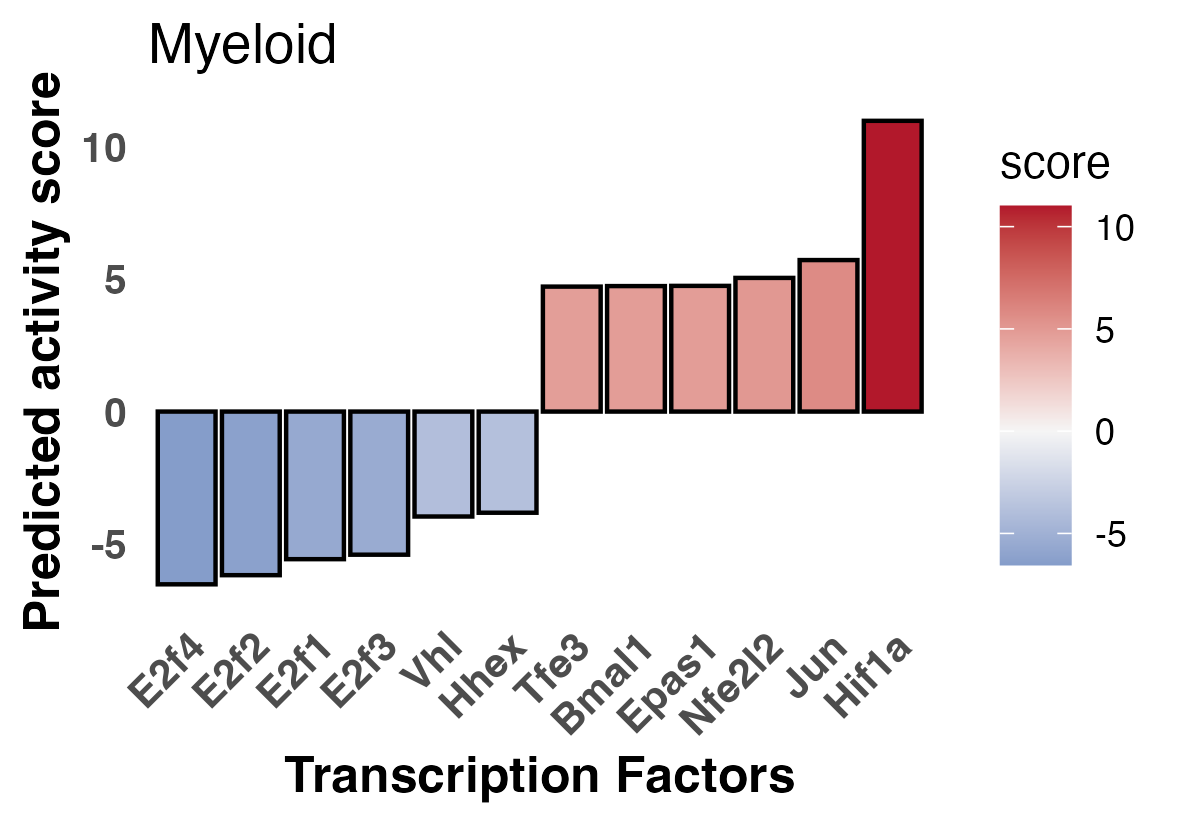 Myeloid
Predicted activity score
10
5
0
-5
E2f4
E2f2
E2f1
E2f3
Vhl
Hhex
Tfe3
Bmal1
Epas1
Nfe2l2
Jun
Hif1a
Transcription Factors
score
10
5
0
-5